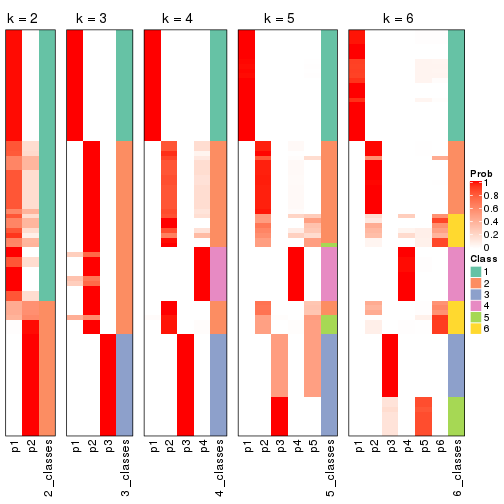 k = 2
k = 3
k = 4
k = 5
k = 6
Prob
1
0.8
0.6
0.4
0.2
0
Class
1
2
3
4
5
6
p1
p2
2_classes
p1
p2
p3
3_classes
p1
p2
p3
p4
4_classes
p1
p2
p3
p4
p5
5_classes
p1
p2
p3
p4
p5
p6
6_classes